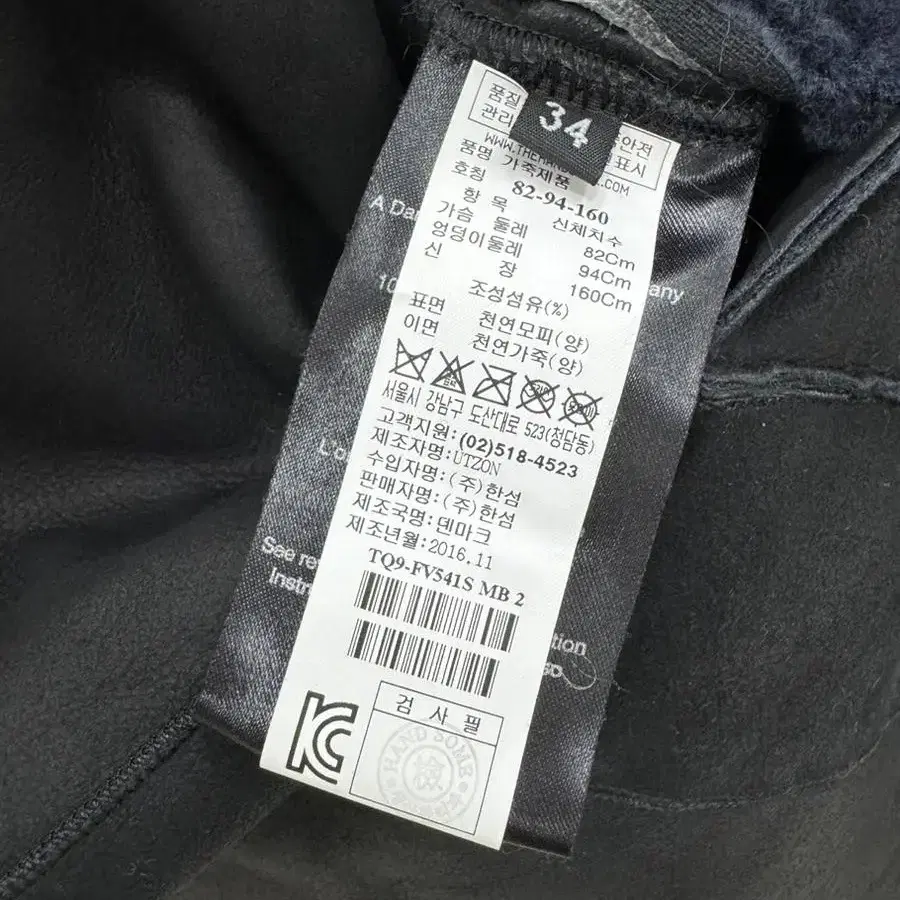 34
품질
관리
안전
표시
WWW.THEHAN
.COM
품명 가죽제품
호칭 82-94-160
항 목 신체치수
가슴 둘레 82Cm
엉덩이둘레 94Cm
신 장 160Cm
조성섬유(%)
표면 천연모피(양)
이면 천연가죽(양)
서울시 강남구 도산대로 523(청담동)
고객지원:(02)518-4523
제조자명:UTZON
수입자명:(주)한섬
판매자명:(주)한섬
제조국명:덴마크
제조년월:2016.11
TQ9-FV541S MB 2
검 사 필
HAND SOME
A Da
any
10
See re
Instr
tion